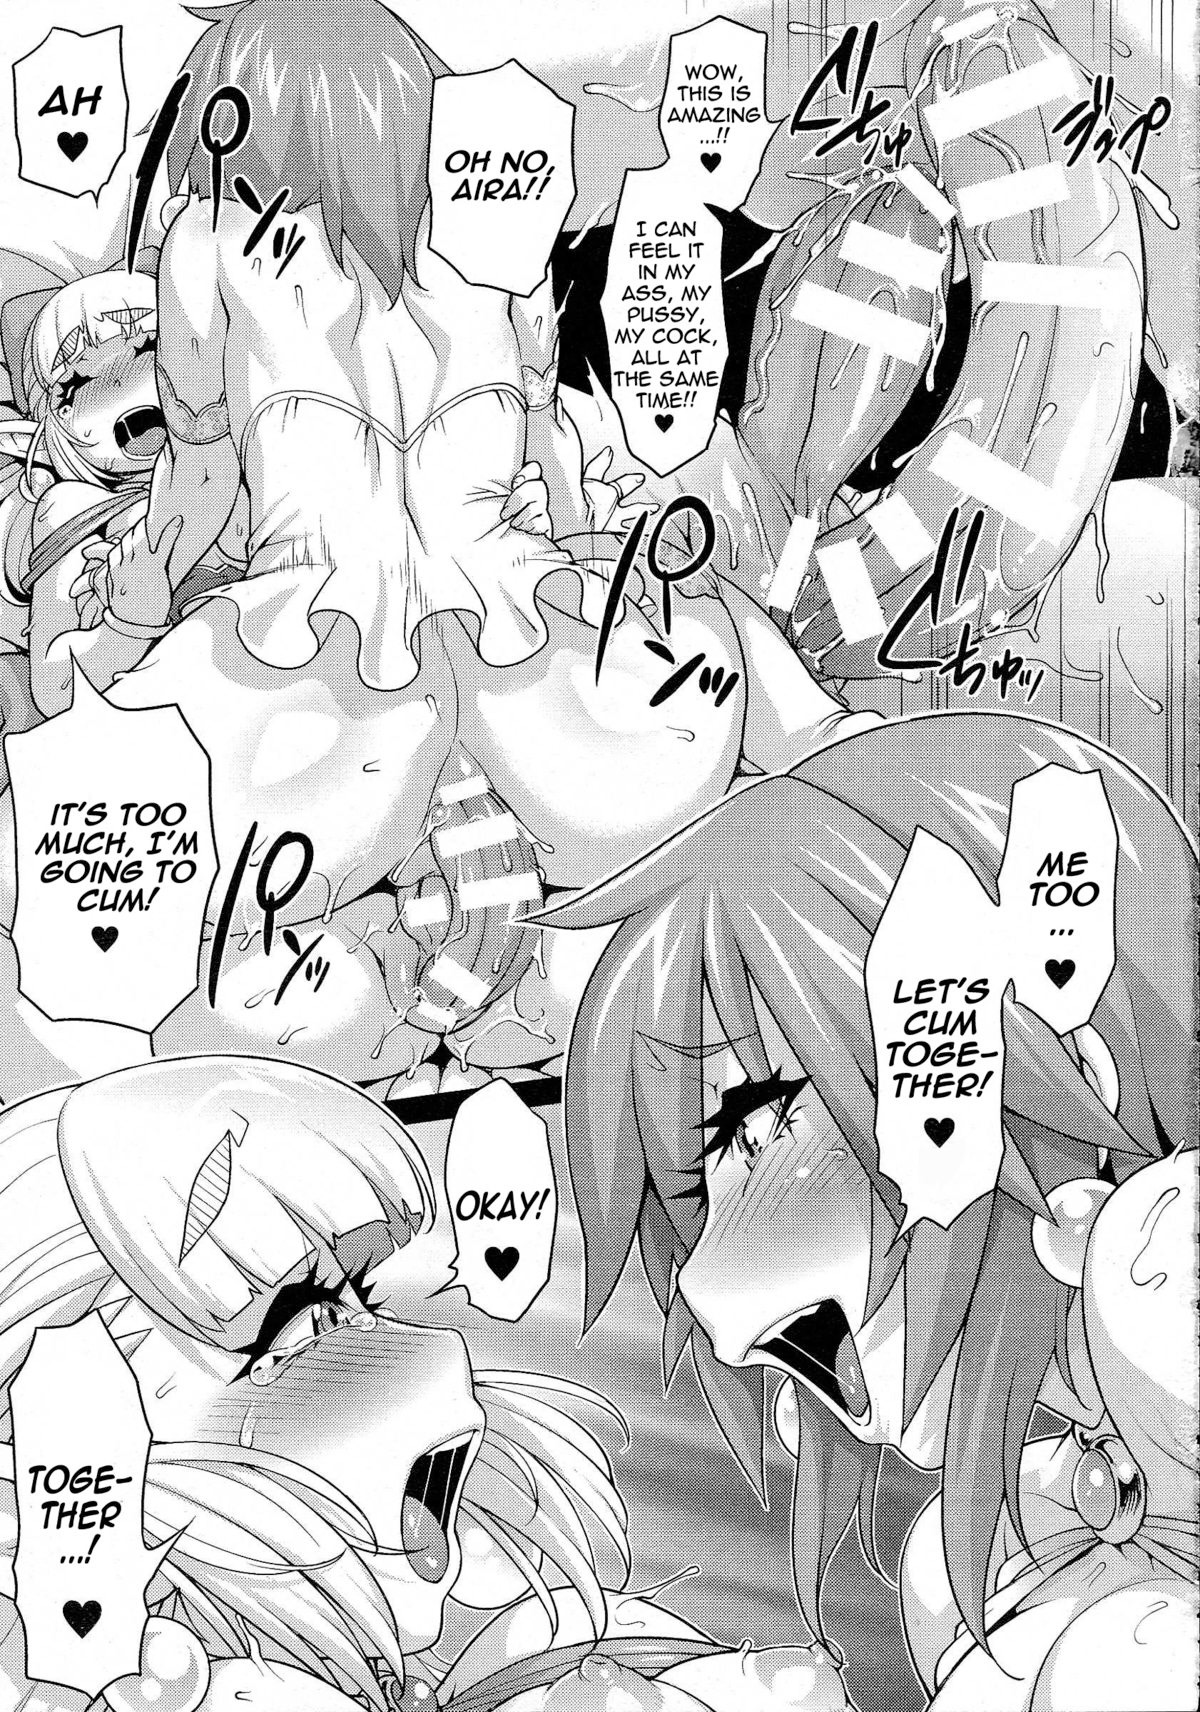 WOW,
THIS IS
AMAZING
...!!
♥
I CAN
FEEL IT
IN MY
ASS, MY
PUSSY,
MY COCK,
ALL AT
THE SAME
TIME!!
♥
ぐちゅ
ぐちゅッ
OH NO,
AIRA!!
AH
♥
パンッ
パンッ
パンッ
IT'S TOO
MUCH, I'M
GOING TO
CUM!
♥
ME
TOO
...
♥
LET'S
CUM
TOGE-
THER!
♥
OKAY!
♥
TOGE-
THER
...!
♥